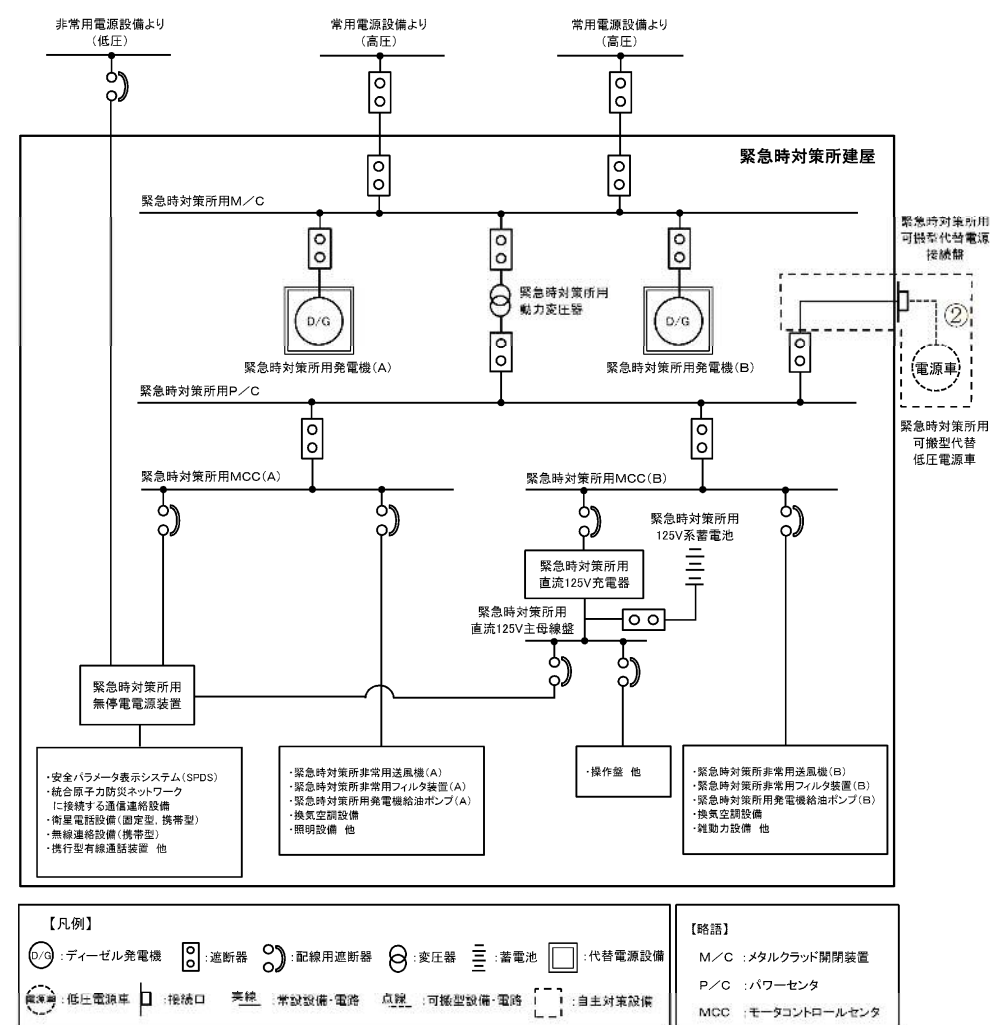 非常用電源設備より
(低圧)
常用電源設備より
(高圧)
常用電源設備より
(高圧)
緊急時対策所建屋
緊急時対策所用M/C
緊急時対策所用
可搬型代替電源
接続盤
D/G
緊急時対策所用
動力変圧器
D/G
②
電源車
緊急時対策所用発電機(A)
緊急時対策所用発電機(B)
緊急時対策所用P/C
緊急時対策所用
可搬型代替
低圧電源車
緊急時対策所用MCC(A)
緊急時対策所用MCC(B)
緊急時対策所用
125V系蓄電池
緊急時対策所用
直流125V充電器
緊急時対策所用
直流125V主母線盤
緊急時対策所用
無停電電源装置
・安全パラメータ表示システム(SPDS)
・統合原子力防災ネットワーク
に接続する通信連絡設備
・衛星電話設備(固定型,携帯型)
・無線連絡設備(携帯型)
・携行型有線通話装置 他
・緊急時対策所非常用送風機(A)
・緊急時対策所非常用フィルタ装置(A)
・緊急時対策所用発電機給油ポンプ(A)
・換気空調設備
・照明設備 他
・操作盤 他
・緊急時対策所非常用送風機(B)
・緊急時対策所非常用フィルタ装置(B)
・緊急時対策所用発電機給油ポンプ(B)
・換気空調設備
・雑動力設備 他
【凡例】
D/G :ディーゼル発電機 :遮断器 :配線用遮断器 :変圧器 :蓄電池 :代替電源設備
電源車 :低圧電源車 :接続口 実線 :常設設備・電路 点線 :可搬型設備・電路 :自主対策設備
【略語】
M/C :メタルクラッド開閉装置
P/C :パワーセンタ
MCC :モータコントロールセンタ